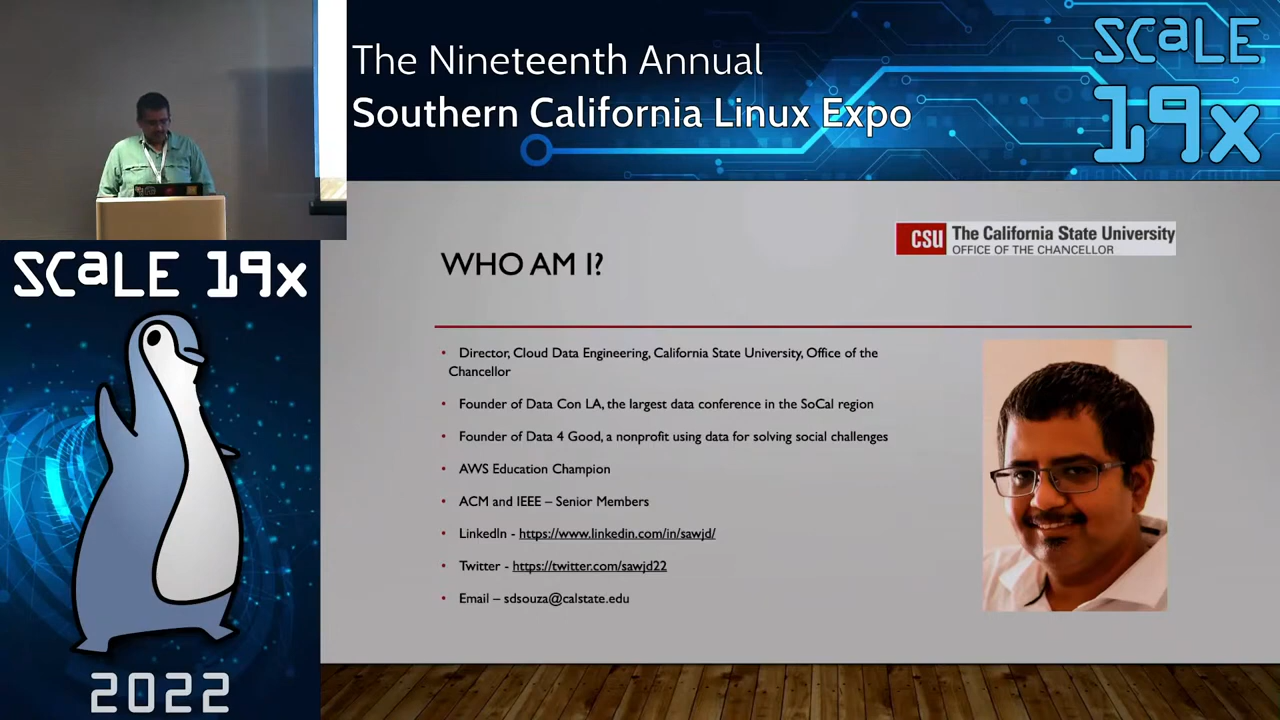 The Nineteenth Annual
Southern California Linux Expo
SCaLE
19x
SCaLE 19x
2022
CSU The California State University
OFFICE OF THE CHANCELLOR
WHO AM I?
• Director, Cloud Data Engineering, California State University, Office of the
Chancellor
• Founder of Data Con LA, the largest data conference in the SoCal region
• Founder of Data 4 Good, a nonprofit using data for solving social challenges
• AWS Education Champion
• ACM and IEEE – Senior Members
• LinkedIn - https://www.linkedin.com/in/sawjd/
• Twitter - https://twitter.com/sawjd22
• Email – sdsouza@calstate.edu